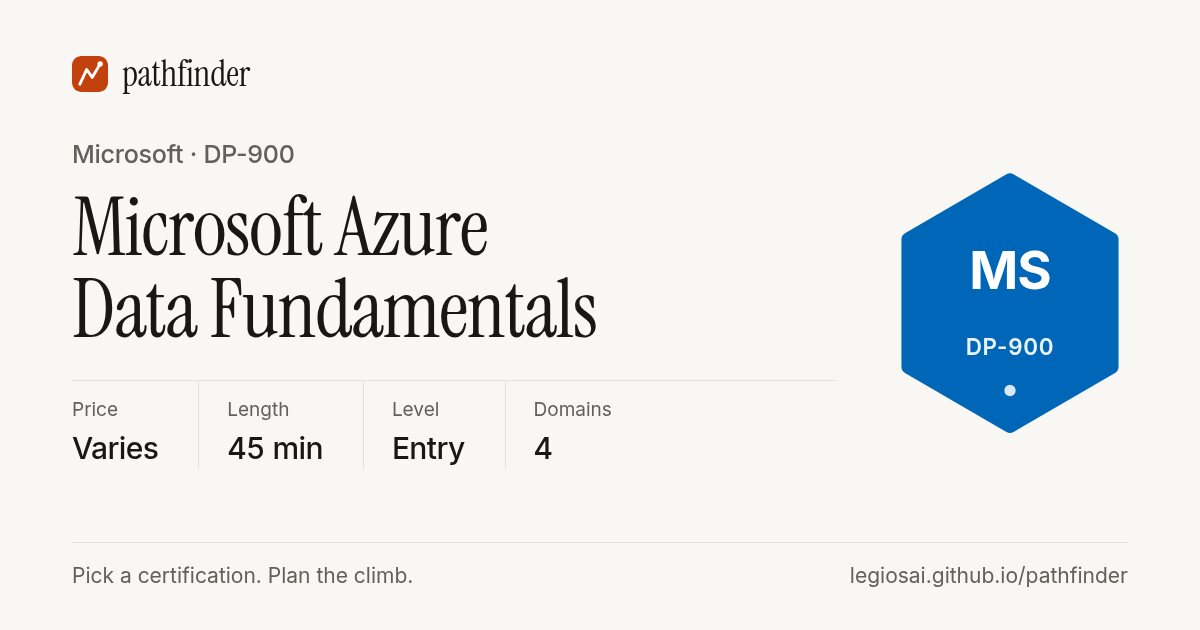 pathfinder
Microsoft · DP-900
Microsoft Azure
Data Fundamentals
MS
DP-900
Price
Varies
Length
45 min
Level
Entry
Domains
4
Pick a certification. Plan the climb.
legiosai.github.io/pathfinder